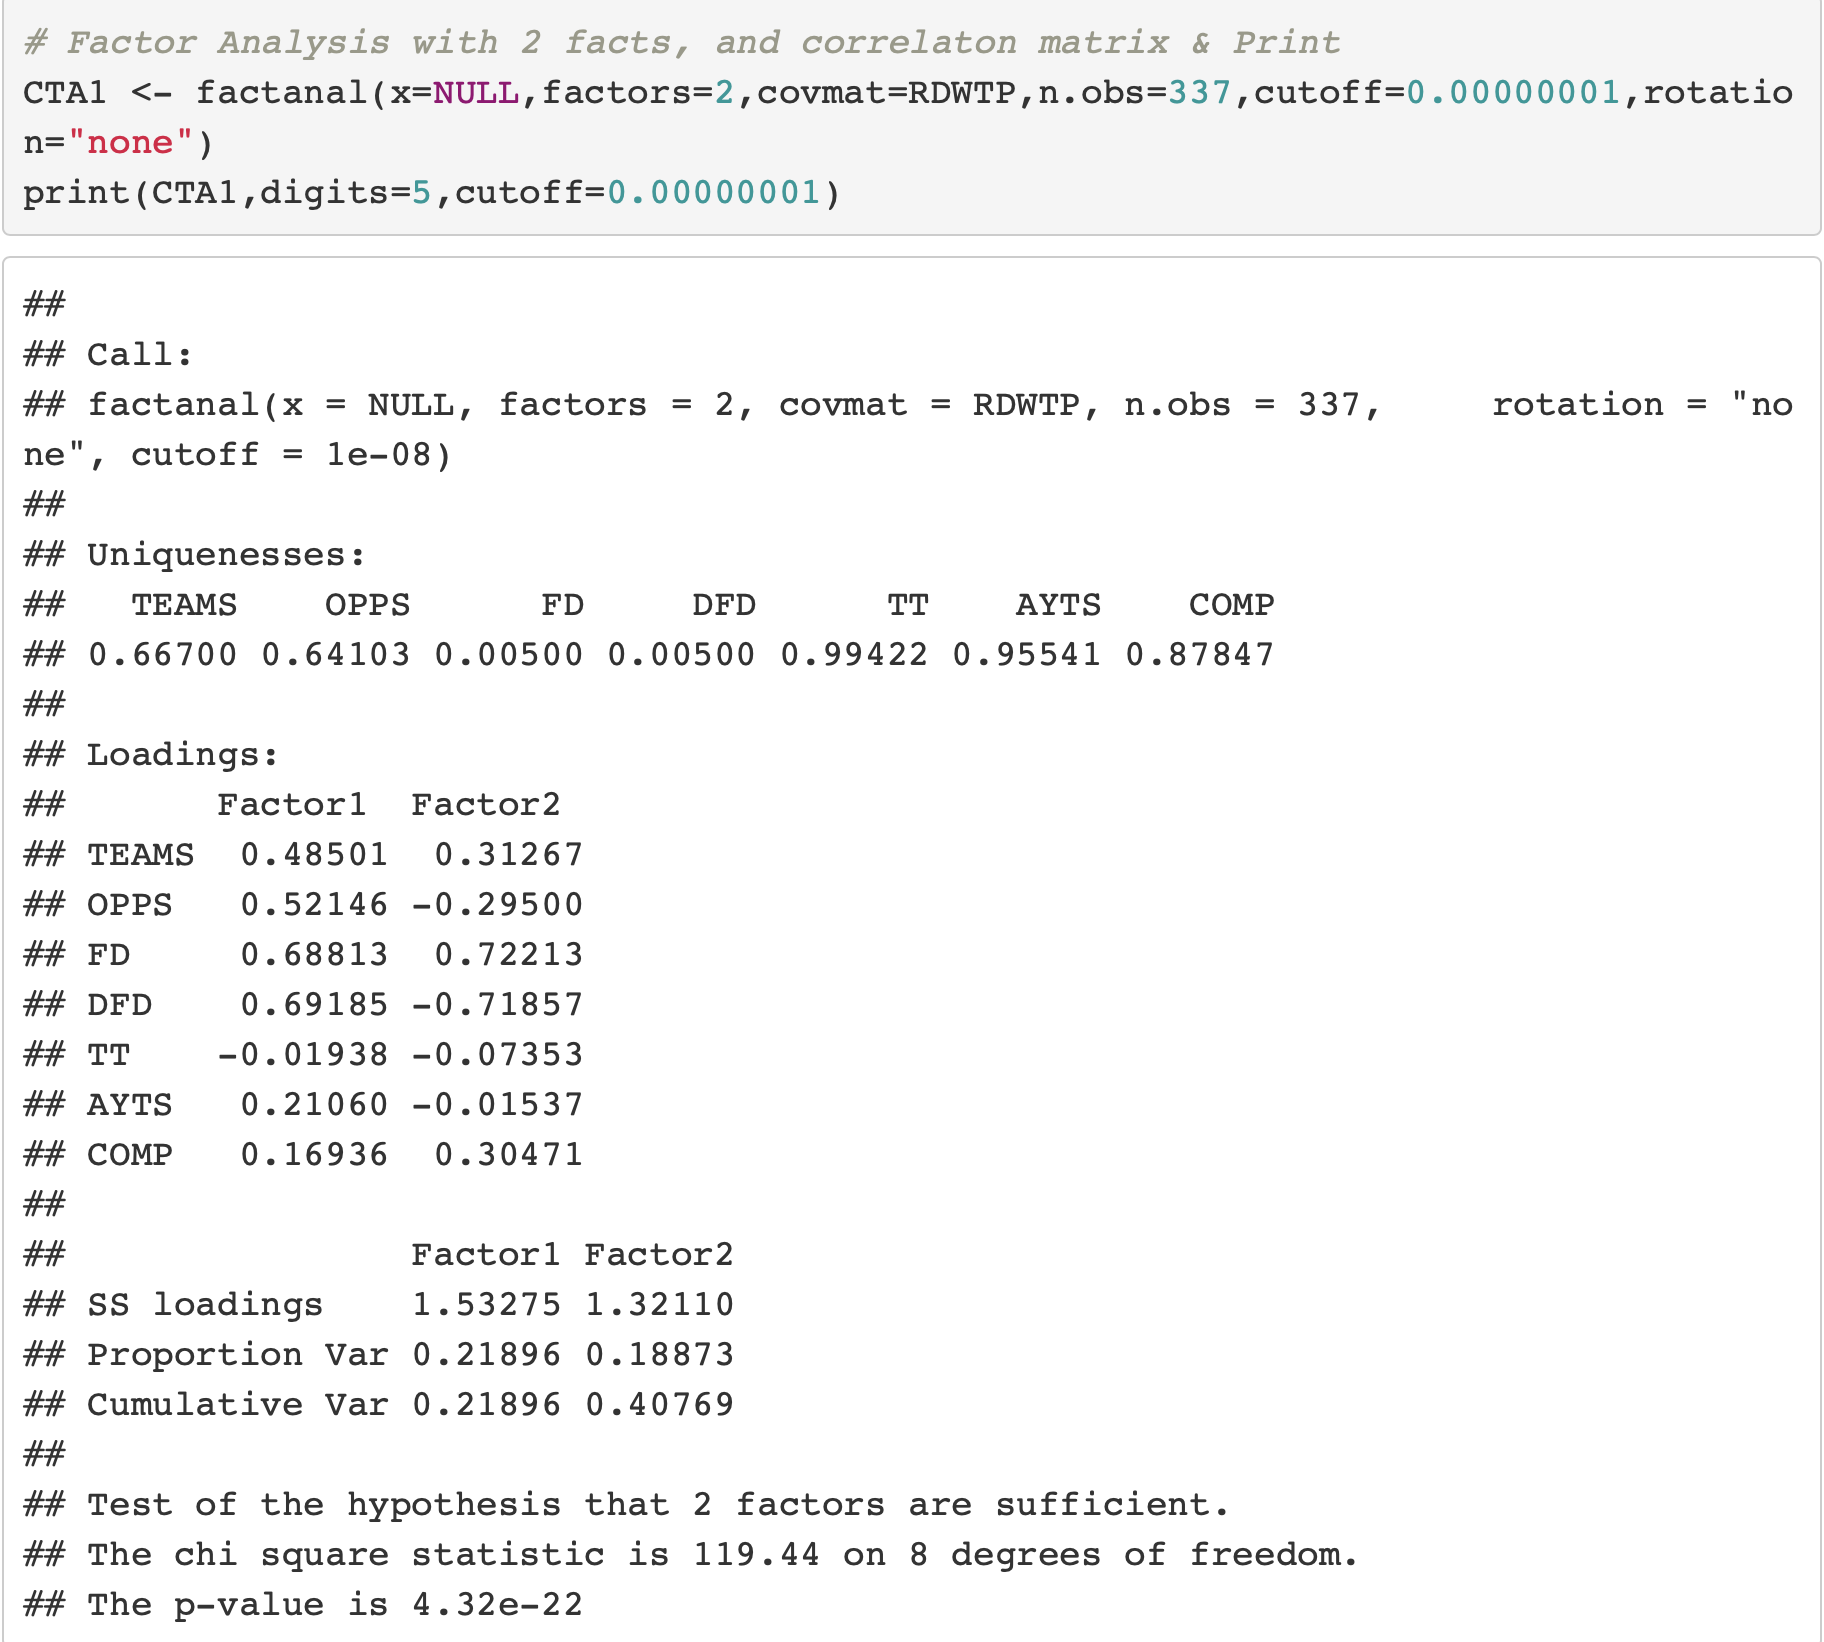 # Factor Analysis with 2 facts, and correlaton matrix & Print
CTA1 <- factanal(x=NULL,factors=2,covmat=RDWTP,n.obs=337,cutoff=0.00000001,rotatio
n="none")
print(CTA1,digits=5,cutoff=0.00000001)
##
## Call:
## factanal(x = NULL, factors = 2, covmat = RDWTP, n.obs = 337,     rotation = "no
ne", cutoff = 1e-08)
##
## Uniquenesses:
##   TEAMS    OPPS      FD     DFD      TT    AYTS    COMP
## 0.66700 0.64103 0.00500 0.00500 0.99422 0.95541 0.87847
##
## Loadings:
##       Factor1  Factor2
## TEAMS  0.48501  0.31267
## OPPS   0.52146 -0.29500
## FD     0.68813  0.72213
## DFD    0.69185 -0.71857
## TT    -0.01938 -0.07353
## AYTS   0.21060 -0.01537
## COMP   0.16936  0.30471
##
##                Factor1 Factor2
## SS loadings    1.53275 1.32110
## Proportion Var 0.21896 0.18873
## Cumulative Var 0.21896 0.40769
##
## Test of the hypothesis that 2 factors are sufficient.
## The chi square statistic is 119.44 on 8 degrees of freedom.
## The p-value is 4.32e-22